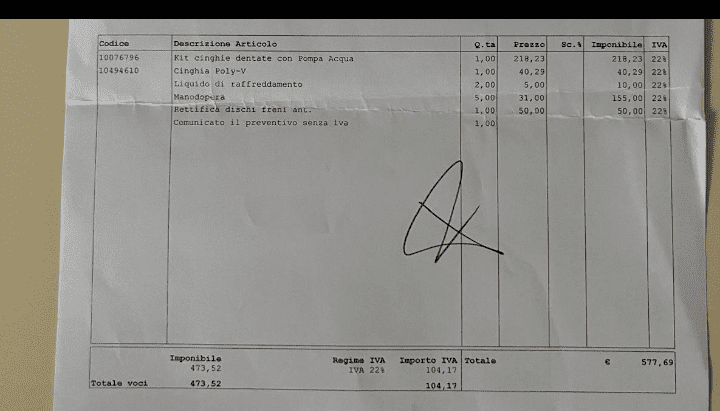 Codice Descrizione Articolo Q.ta Prezzo Sc.% Imponibile IVA
10076796 Kit cinghie dentate con Pompa Acqua 1,00 218,23 218,23 22%
10494610 Cinghia Poly-V 1,00 40,29 40,29 22%
Liquido di raffreddamento 2,00 5,00 10,00 22%
Manodopera 5,00 31,00 155,00 22%
Rettifica dischi freni ant. 1,00 50,00 50,00 22%
Comunicato il preventivo senza iva 1,00
Imponibile Regime IVA Importo IVA Totale € 577,69
473,52 IVA 22% 104,17
Totale voci 473,52 104,17